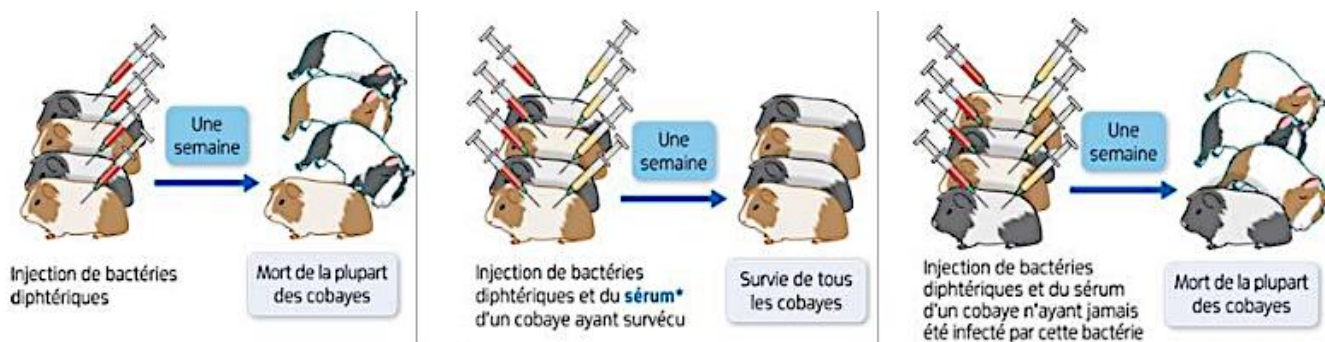 Une
semaine
Injection de bactéries
diphtériques
Mort de la plupart
des cobayes
Une
semaine
Injection de bactéries
diphtériques et du sérum*
d'un cobaye ayant survécu
Survie de tous
les cobayes
Une
semaine
Injection de bactéries
diphtériques et du sérum
d'un cobaye n'ayant jamais
été infecté par cette bactérie
Mort de la plupart
des cobayes